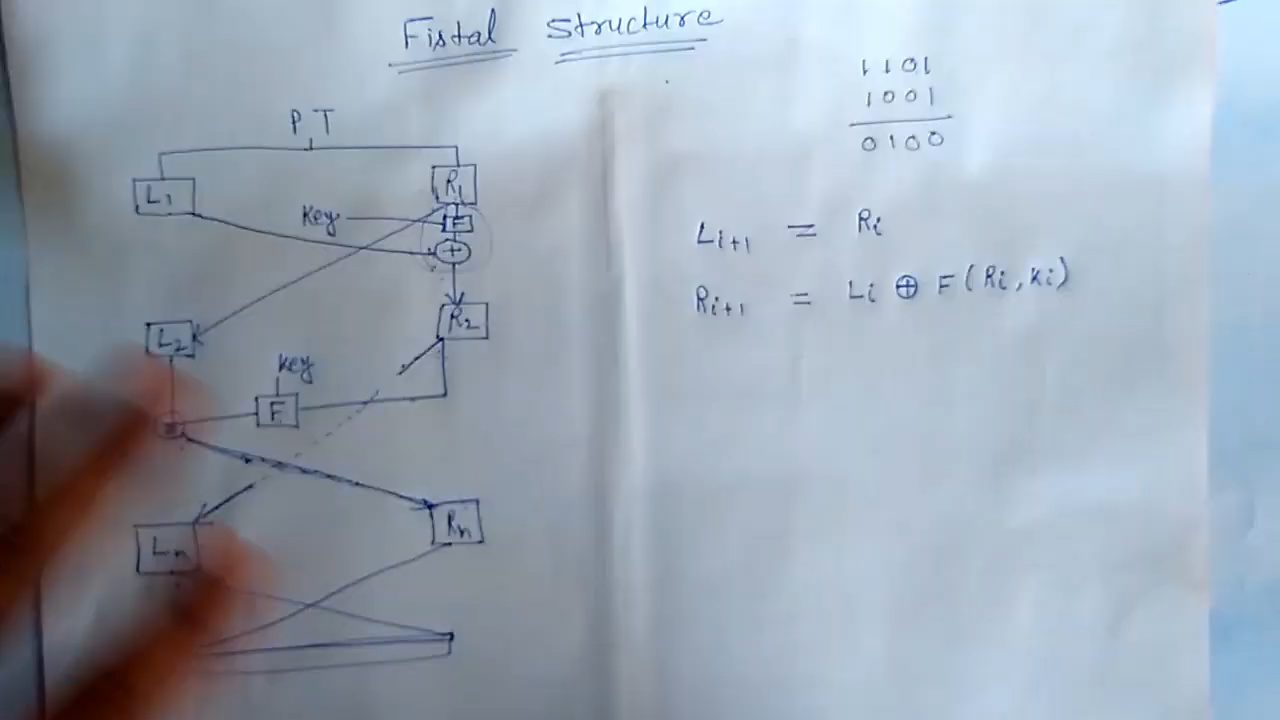 Fistal Structure
P T
L1
R1
Key
F
+
L2
R2
Key
F
Ln
Rn
1101
1001
0100
Li+1 = Ri
Ri+1 = Li ⊕ F(Ri, Ki)